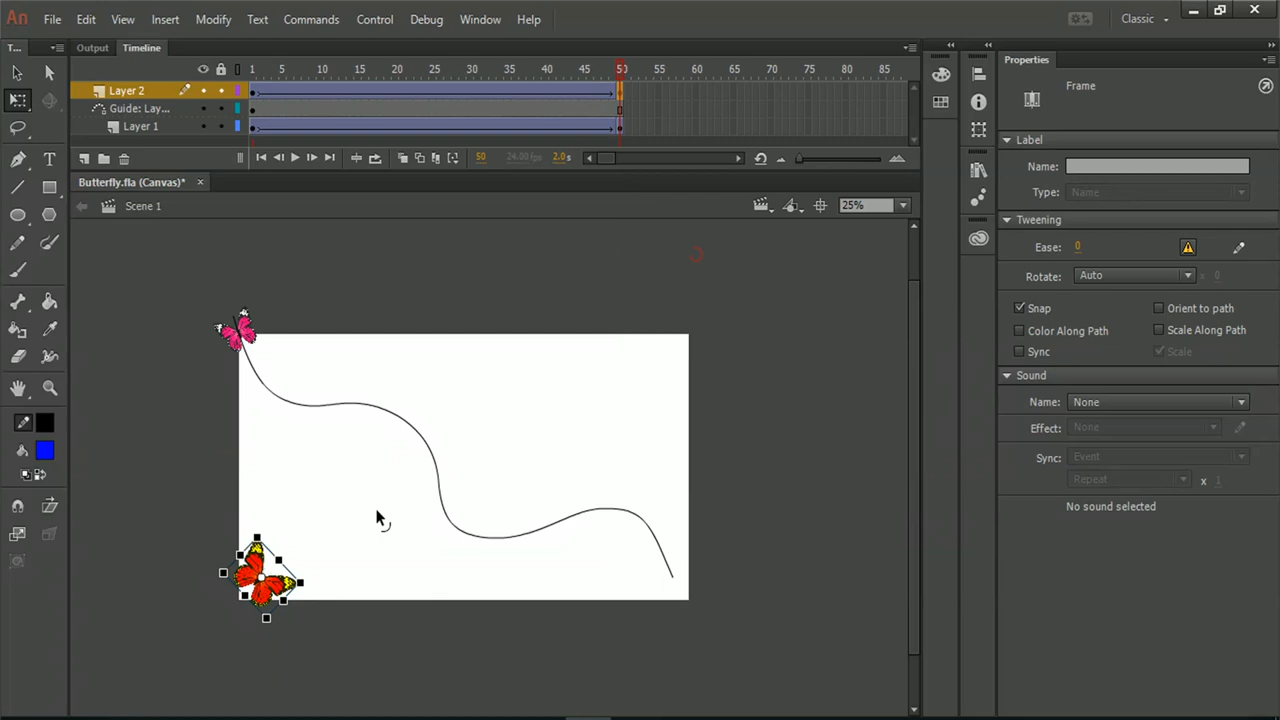 An File Edit View Insert Modify Text Commands Control Debug Window Help Classic
T... Output Timeline Properties
1 5 10 15 20 25 30 35 40 45 50 55 60 65 70 75 80 85
Layer 2
Guide: Lay...
Layer 1
Frame
Label
50 24.00 fps 2.0 s
Name:
Butterfly.fla (Canvas)* ×
Type: Name
Scene 1 25%
Tweening
Ease: 0
Rotate: Auto x 0
Snap Orient to path
Color Along Path Scale Along Path
Sync Scale
Sound
Name: None
Effect: None
Sync: Event
Repeat x 1
No sound selected